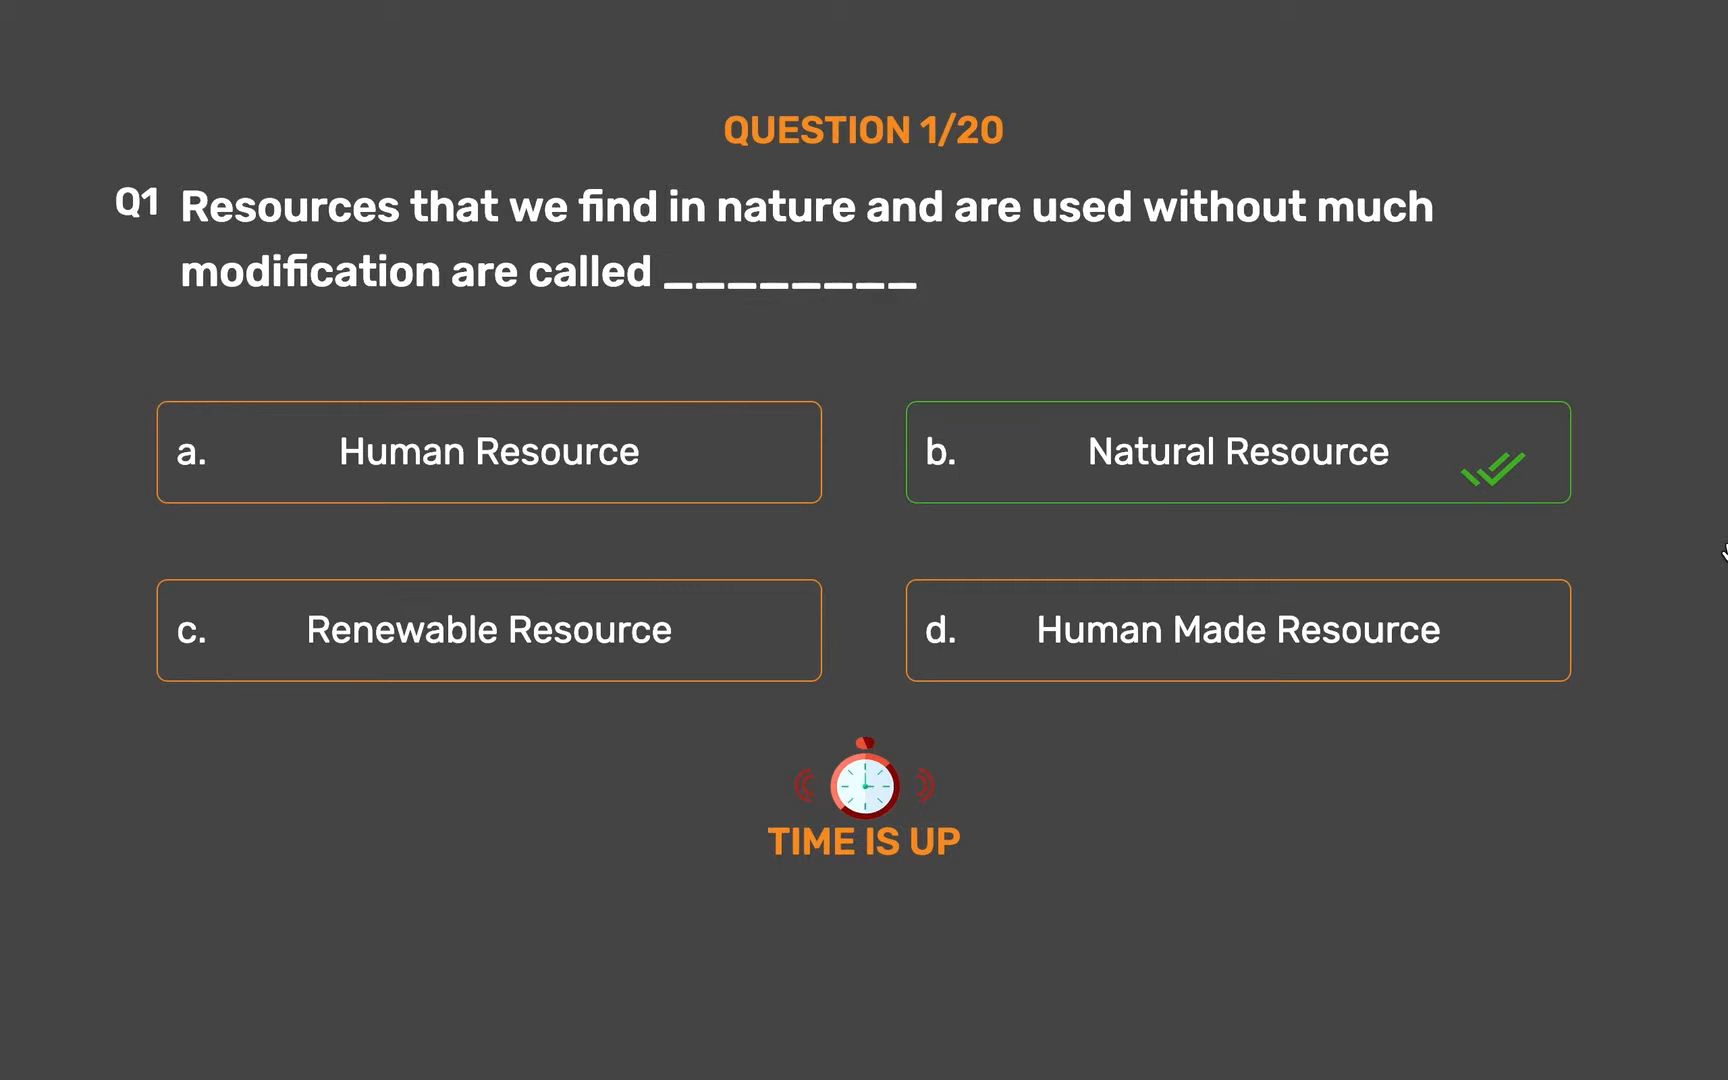 QUESTION 1/20
Q1 Resources that we find in nature and are used without much
modification are called ________
a. Human Resource
b. Natural Resource
c. Renewable Resource
d. Human Made Resource
TIME IS UP